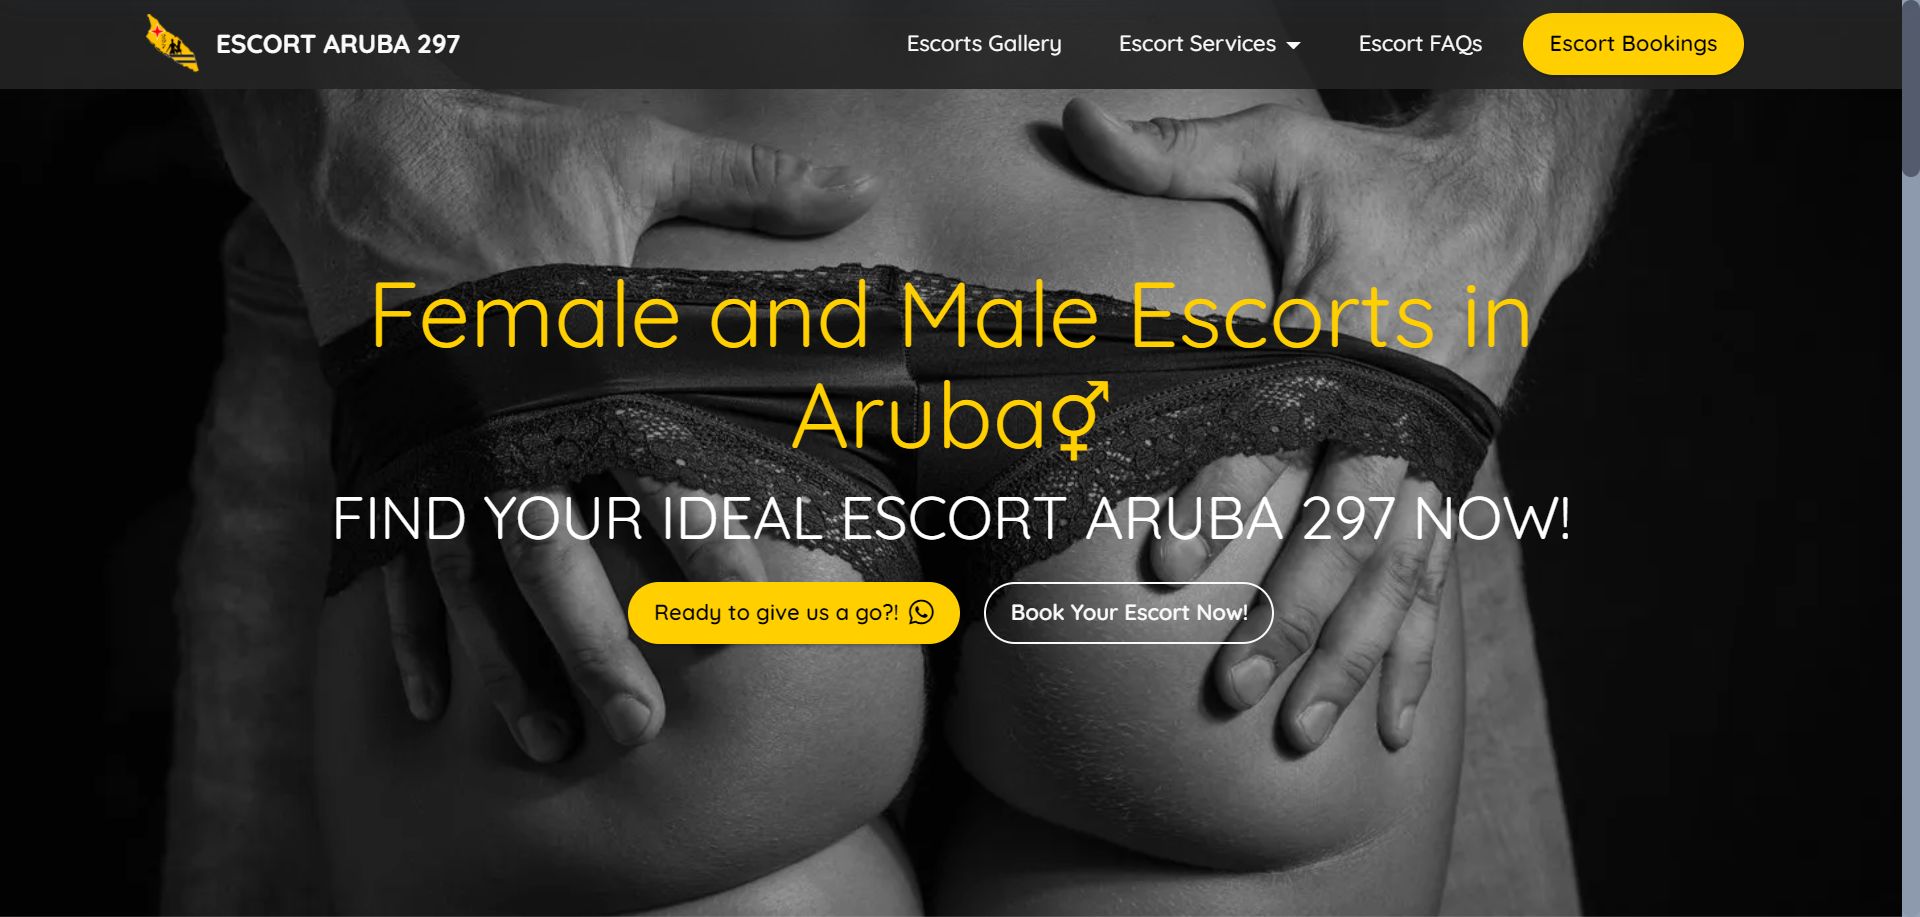 ESCORT ARUBA 297
Escorts Gallery
Escort Services
Escort FAQs
Escort Bookings
Female and Male Escorts in
Aruba⚥
FIND YOUR IDEAL ESCORT ARUBA 297 NOW!
Ready to give us a go?!
Book Your Escort Now!